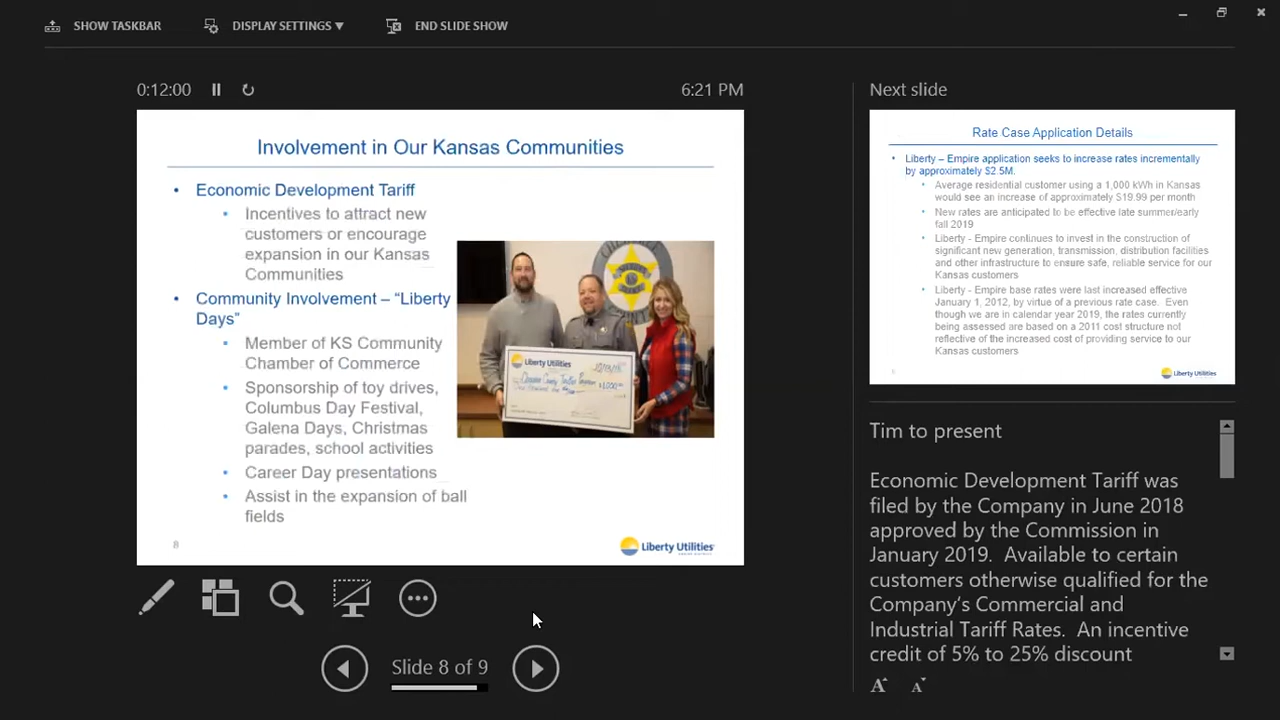 SHOW TASKBAR
DISPLAY SETTINGS ▼
END SLIDE SHOW
0:12:00
6:21 PM
Involvement in Our Kansas Communities
• Economic Development Tariff
• Incentives to attract new
customers or encourage
expansion in our Kansas
Communities
• Community Involvement – “Liberty
Days”
• Member of KS Community
Chamber of Commerce
• Sponsorship of toy drives,
Columbus Day Festival,
Galena Days, Christmas
parades, school activities
• Career Day presentations
• Assist in the expansion of ball
fields
Liberty Utilities
8
Liberty Utilities
Slide 8 of 9
Next slide
Rate Case Application Details
• Liberty – Empire application seeks to increase rates incrementally
by approximately $2.5M.
• Average residential customer using a 1,000 kWh in Kansas
would see an increase of approximately $19.99 per month
• New rates are anticipated to be effective late summer/early
fall 2019
• Liberty - Empire continues to invest in the construction of
significant new generation, transmission, distribution facilities
and other infrastructure to ensure safe, reliable service for our
Kansas customers
• Liberty - Empire base rates were last increased effective
January 1, 2012, by virtue of a previous rate case. Even
though we are in calendar year 2019, the rates currently
being assessed are based on a 2011 cost structure not
reflective of the increased cost of providing service to our
Kansas customers
Liberty Utilities
Tim to present
Economic Development Tariff was
filed by the Company in June 2018
approved by the Commission in
January 2019. Available to certain
customers otherwise qualified for the
Company's Commercial and
Industrial Tariff Rates. An incentive
credit of 5% to 25% discount
A A